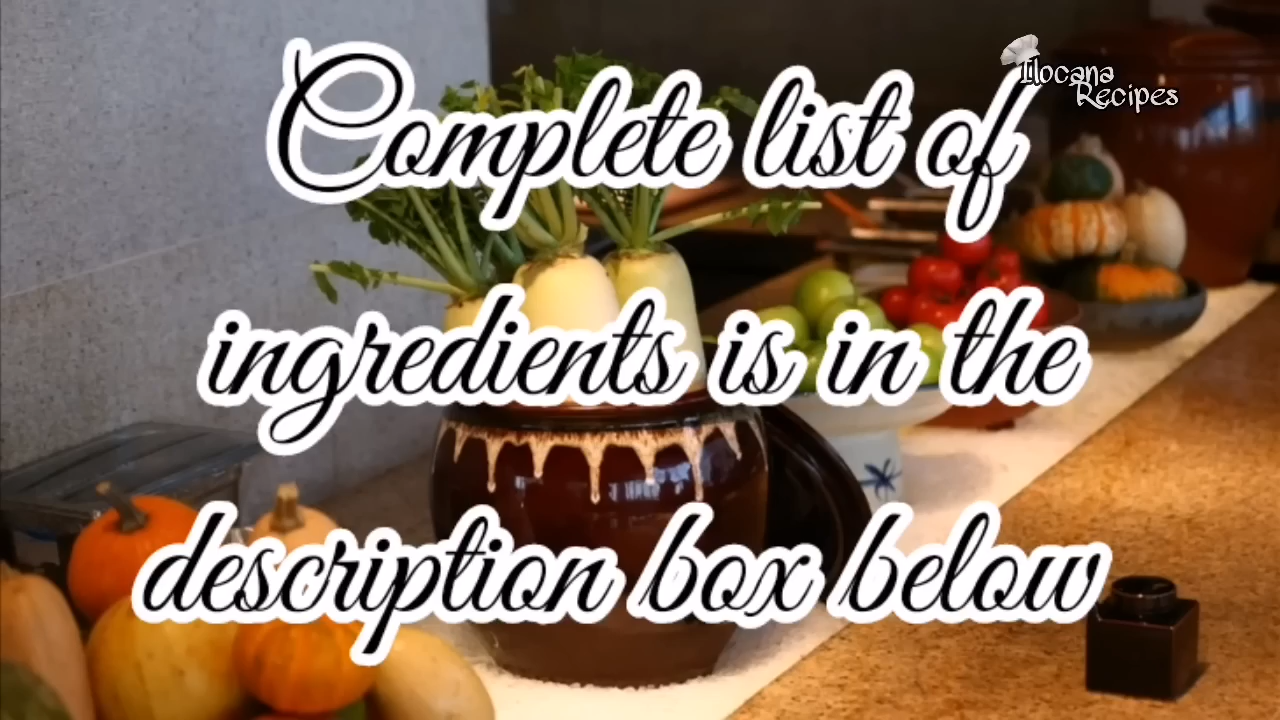 Ilocana
Recipes
Complete list of
ingredients is in the
description box below